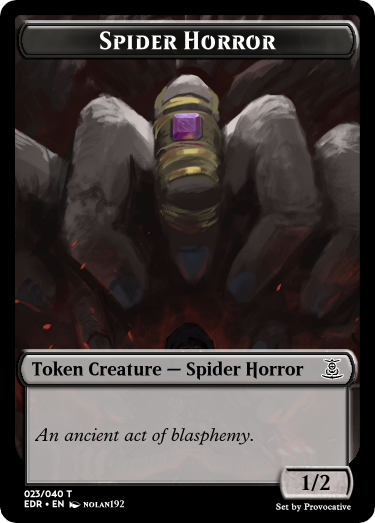 Spider Horror
Token Creature — Spider Horror
An ancient act of blasphemy.
1/2
023/040 T
EDR • EN NOLAN192
Set by Provocative